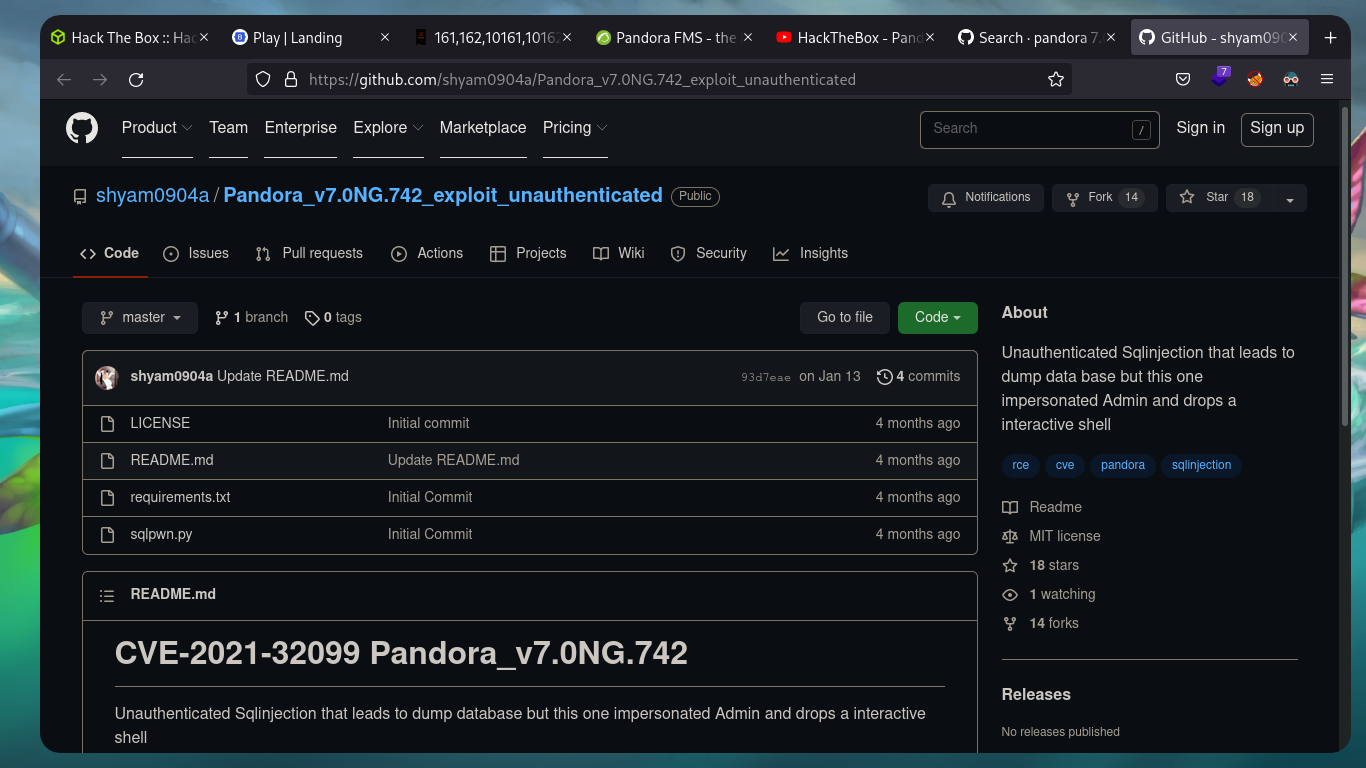 Hack The Box :: Hac
Play | Landing
161,162,10161,10162
Pandora FMS - the
HackTheBox - Pand
Search · pandora 7.
GitHub - shyam090
https://github.com/shyam0904a/Pandora_v7.0NG.742_exploit_unauthenticated
7
Product Team Enterprise Explore Marketplace Pricing
Search /
Sign in
Sign up
shyam0904a / Pandora_v7.0NG.742_exploit_unauthenticated Public
Notifications
Fork 14
Star 18
Code Issues Pull requests Actions Projects Wiki Security Insights
master 1 branch 0 tags
Go to file Code
shyam0904a Update README.md 93d7eae on Jan 13 4 commits
LICENSE Initial commit 4 months ago
README.md Update README.md 4 months ago
requirements.txt Initial Commit 4 months ago
sqlpwn.py Initial Commit 4 months ago
README.md
CVE-2021-32099 Pandora_v7.0NG.742
Unauthenticated Sqlinjection that leads to dump database but this one impersonated Admin and drops a interactive
shell
About
Unauthenticated Sqlinjection that leads to
dump data base but this one
impersonated Admin and drops a
interactive shell
rce cve pandora sqlinjection
Readme
MIT license
18 stars
1 watching
14 forks
Releases
No releases published